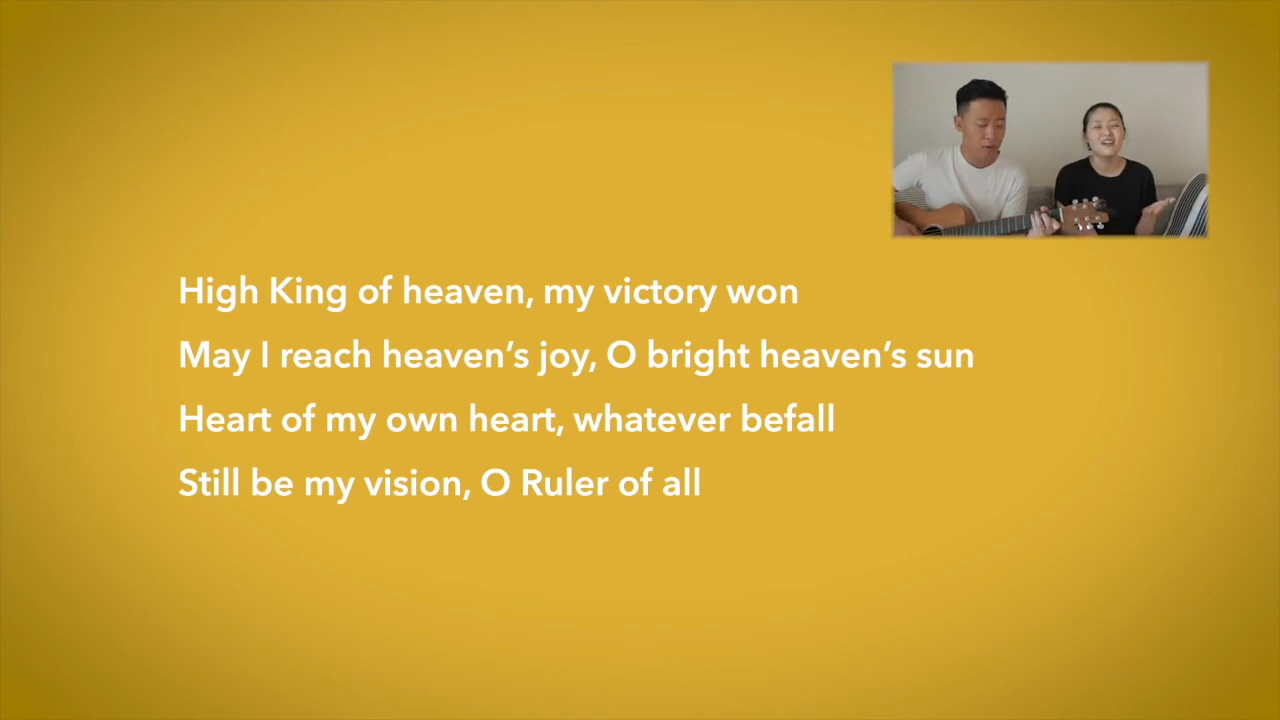 High King of heaven, my victory won
May I reach heaven’s joy, O bright heaven’s sun
Heart of my own heart, whatever befall
Still be my vision, O Ruler of all